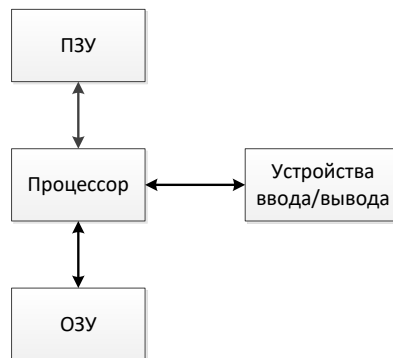 ПЗУ
Процессор
Устройства
ввода/вывода
ОЗУ